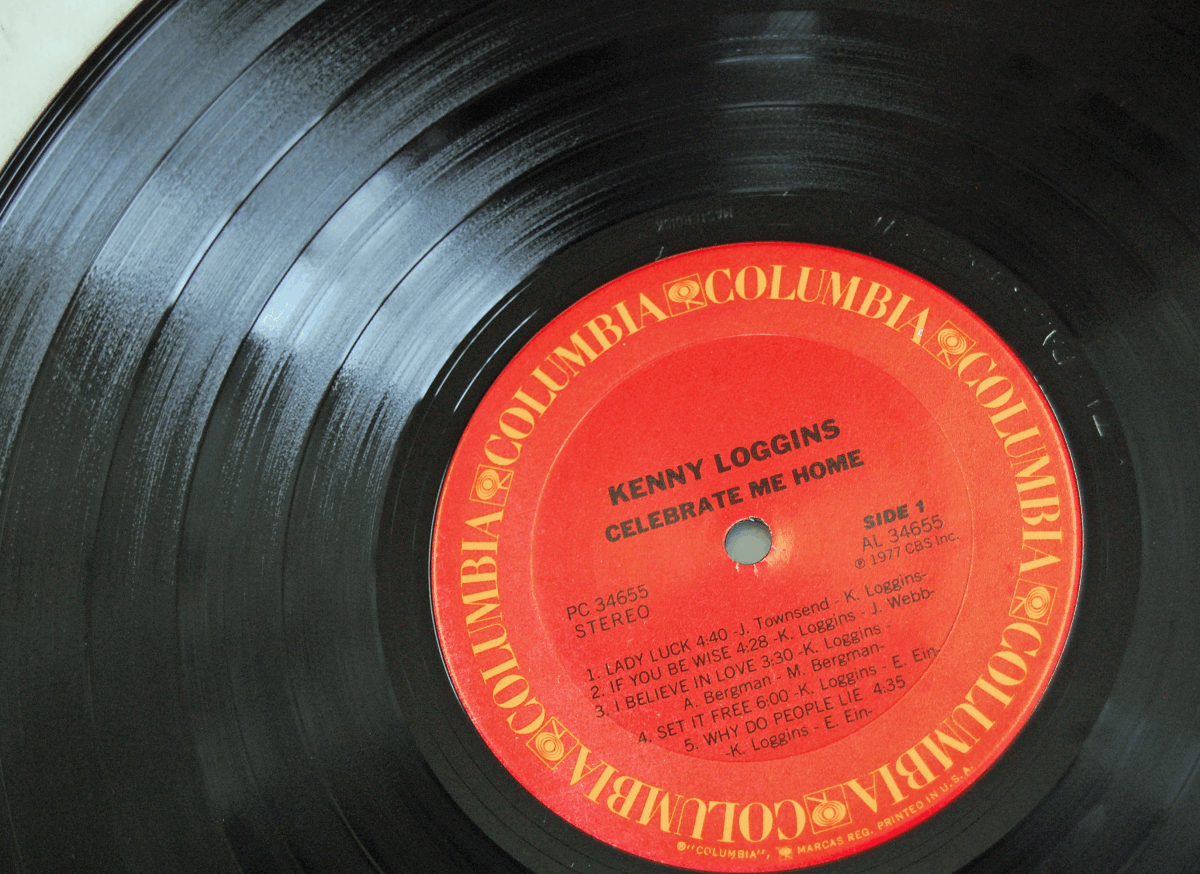 COLUMBIA COLUMBIA COLUMBIA COLUMBIA COLUMBIA COLUMBIA
KENNY LOGGINS
CELEBRATE ME HOME
SIDE 1
AL 34655
℗ 1977 CBS Inc.
PC 34655
STEREO
1. LADY LUCK 4:40 -J. Townsend - K. Loggins-
2. IF YOU BE WISE 4:28 -K. Loggins - J. Webb-
3. I BELIEVE IN LOVE 3:30 -K. Loggins -
A. Bergman - M. Bergman-
4. SET IT FREE 6:00 -K. Loggins - E. Ein-
5. WHY DO PEOPLE LIE 4:35
-K. Loggins - E. Ein-
®"COLUMBIA", MARCAS REG. PRINTED IN U.S.A.
MASTERDISK